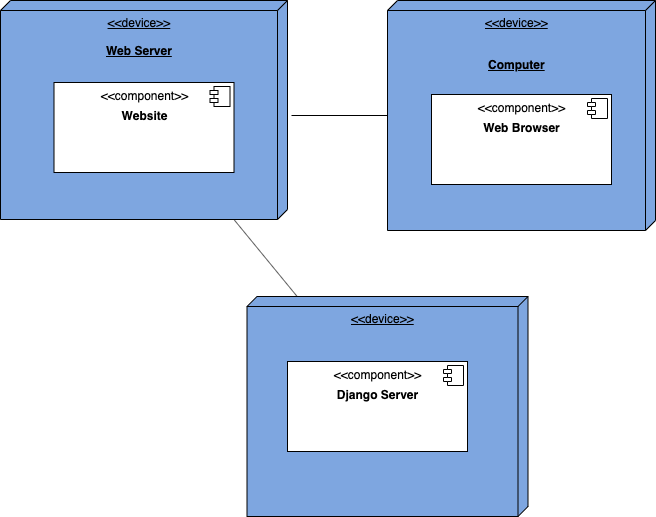 <<device>>
Web Server
<<component>>
Website
<<device>>
Computer
<<component>>
Web Browser
<<device>>
<<component>>
Django Server